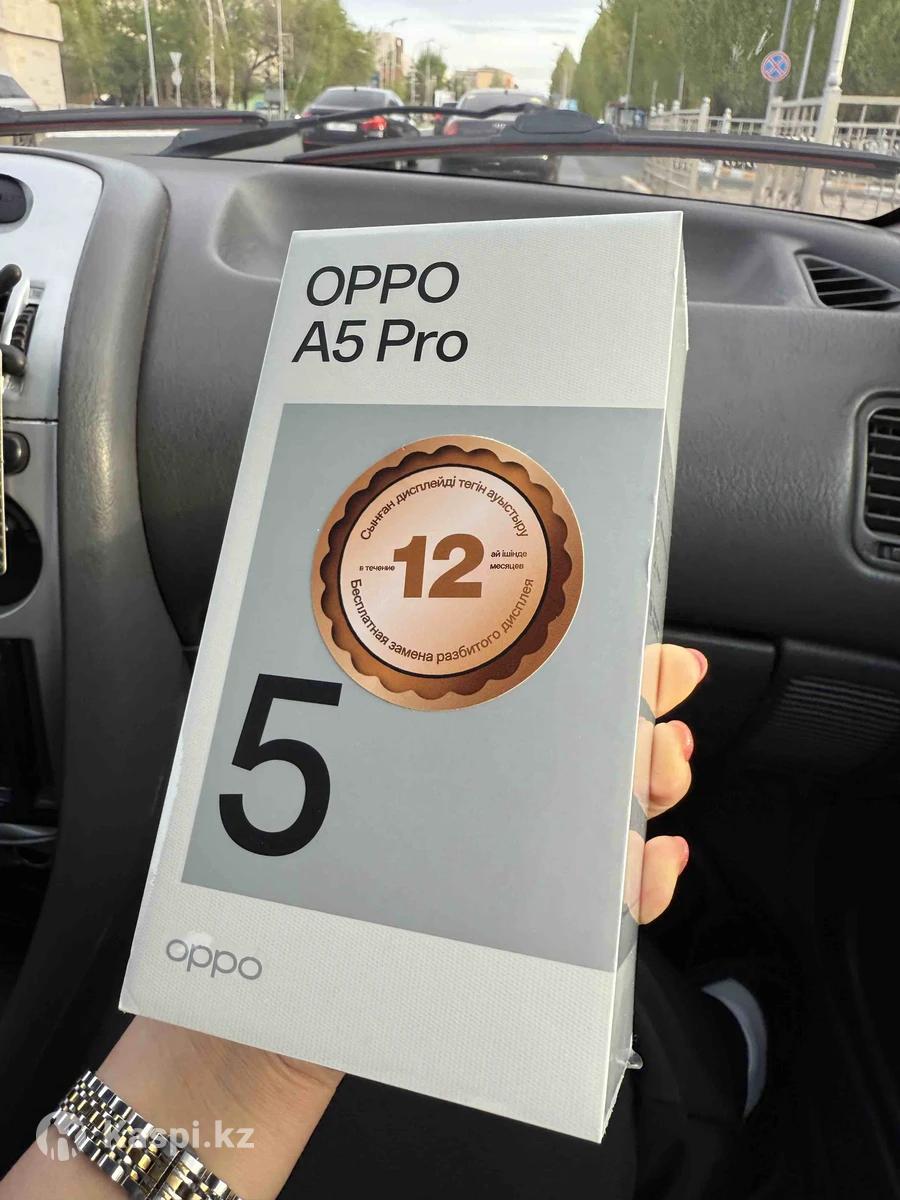 OPPO
A5 Pro
Сынған дисплейді тегін ауыстыру
в течение 12 ай ішінде
месяцев
Бесплатная замена разбитого дисплея
5
oppo
Kaspi.kz